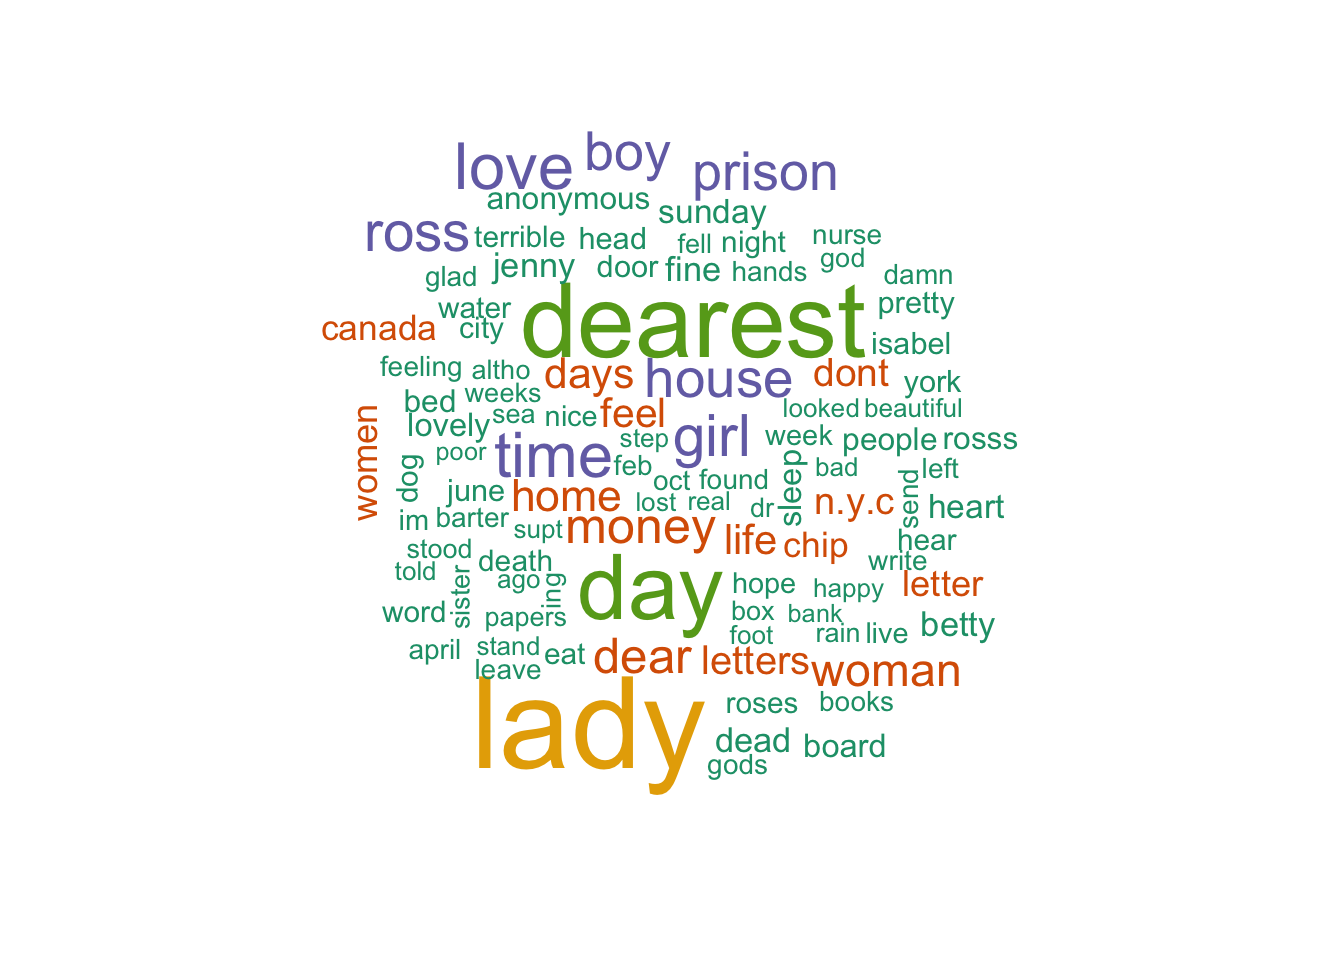 love boy prison
anonymous sunday
ross terrible head fell night nurse
glad jenny door fine hands god damn
water dearest pretty
canada city isabel
feeling altho days house dont york
bed weeks looked beautiful
women lovely sea nice feel step girl week people rosss
poor time feb bad left
dog june home oct found sleep n.y.c send heart
lost real dr
im barter supt money life chip hear
stood death write
told ago day hope happy letter
word sister papers ing box bank betty
april stand eat foot rain live
leave dear letters woman
lady roses books
dead board
gods